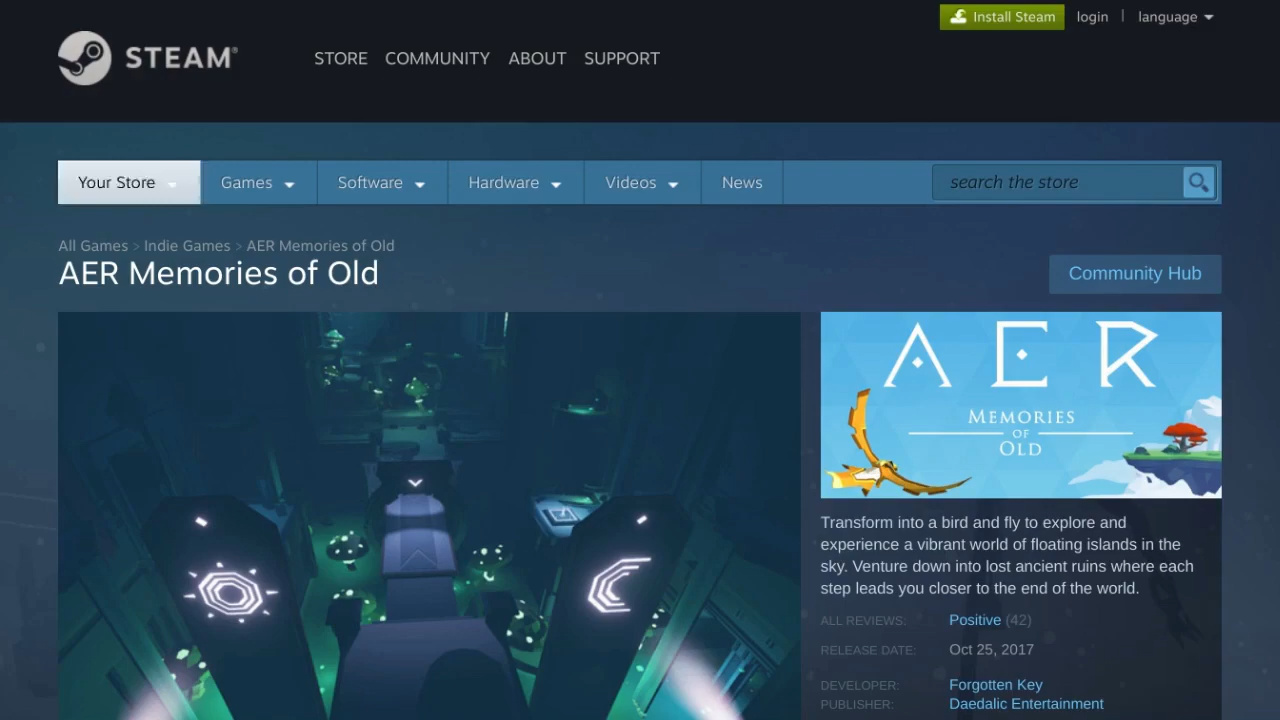 Install Steam
login | language
STEAM®
STORE COMMUNITY ABOUT SUPPORT
Your Store Games Software Hardware Videos News search the store
All Games > Indie Games > AER Memories of Old
AER Memories of Old
Community Hub
AER
MEMORIES
OF
OLD
Transform into a bird and fly to explore and
experience a vibrant world of floating islands in the
sky. Venture down into lost ancient ruins where each
step leads you closer to the end of the world.
ALL REVIEWS: Positive (42)
RELEASE DATE: Oct 25, 2017
DEVELOPER: Forgotten Key
PUBLISHER: Daedalic Entertainment